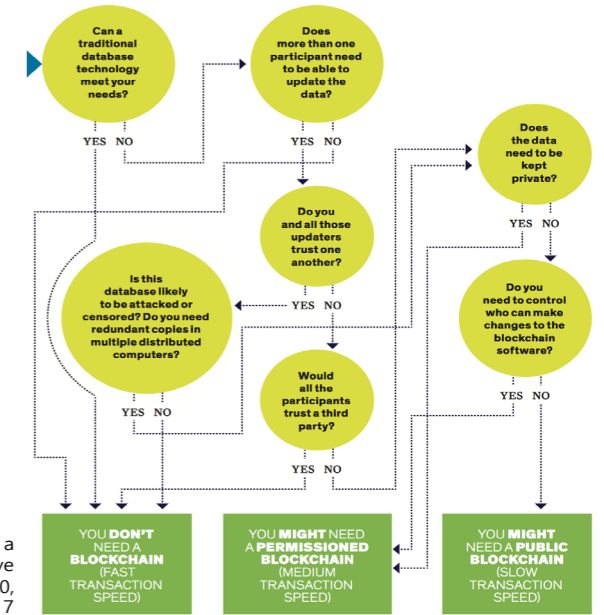 Can a
traditional
database
technology
meet your
needs?
YES NO
Does
more than one
participant need
to be able to
update the
data?
YES NO
Does
the data
need to be
kept
private?
YES NO
Do you
and all those
updaters
trust one
another?
YES NO
Is this
database likely
to be attacked or
censored? Do you need
redundant copies in
multiple distributed
computers?
YES NO
Do you
need to control
who can make
changes to the
blockchain
software?
YES NO
Would
all the
participants
trust a third
party?
YES NO
YOU DON'T
NEED A
BLOCKCHAIN
(FAST
TRANSACTION
SPEED)
YOU MIGHT NEED
A PERMISSIONED
BLOCKCHAIN
(MEDIUM
TRANSACTION
SPEED)
YOU MIGHT
NEED A PUBLIC
BLOCKCHAIN
(SLOW
TRANSACTION
SPEED)
a
ve
0,
7